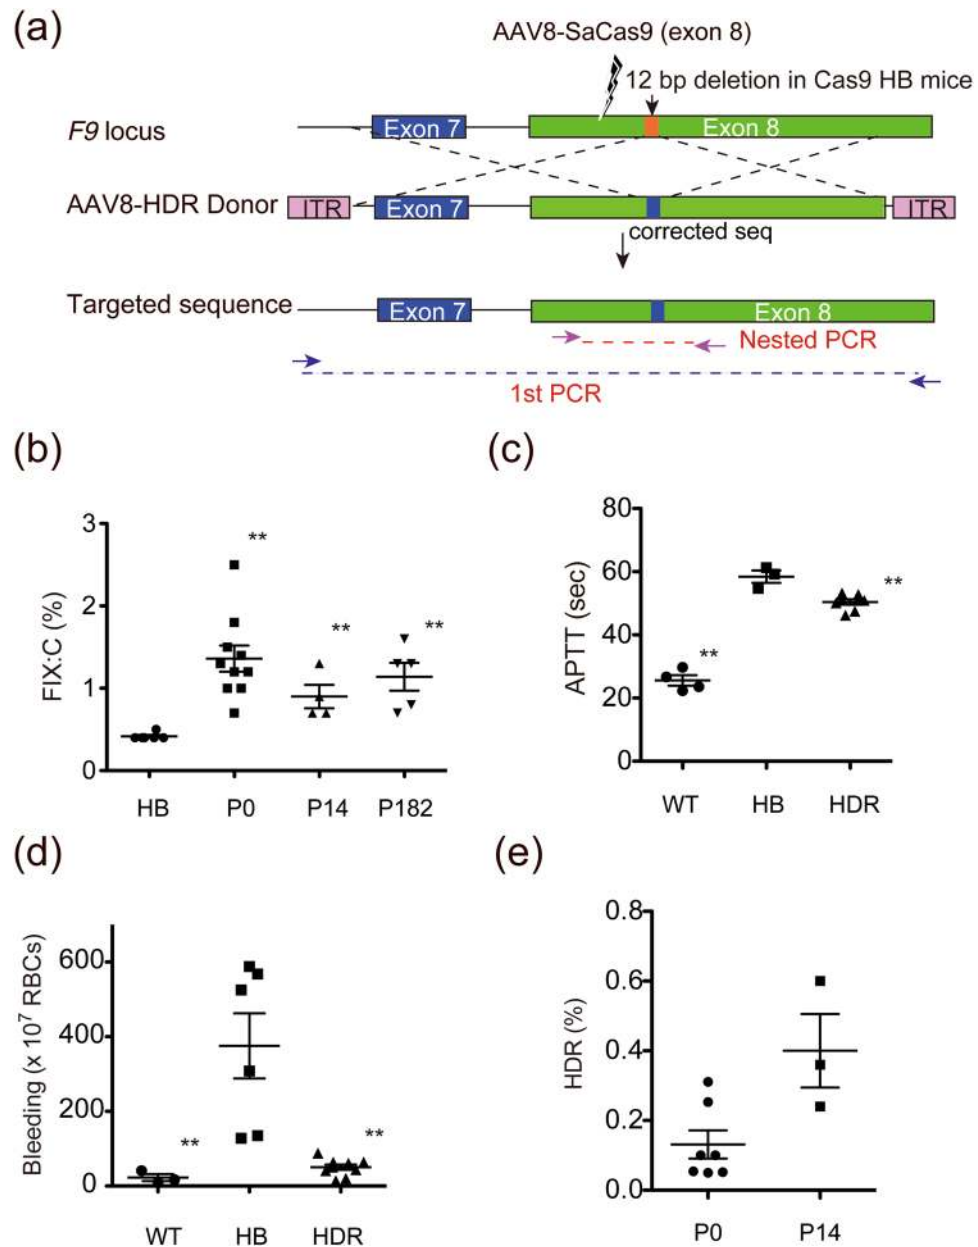 (a)
AAV8-SaCas9 (exon 8)
12 bp deletion in Cas9 HB mice
F9 locus
Exon 7
Exon 8
AAV8-HDR Donor
ITR
Exon 7
ITR
corrected seq
Targeted sequence
Exon 7
Exon 8
Nested PCR
1st PCR
(b)
FIX:C (%)
3
2
1
0
**
**
**
HB P0 P14 P182
(c)
APTT (sec)
80
60
40
20
0
**
**
WT HB HDR
(d)
Bleeding (x 10⁷ RBCs)
600
400
200
0
**
**
WT HB HDR
(e)
HDR (%)
0.8
0.6
0.4
0.2
0.0
P0 P14